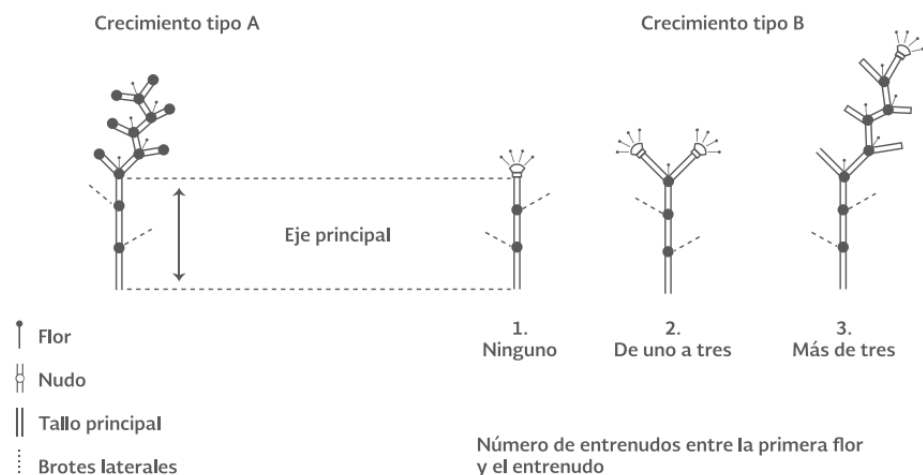 Crecimiento tipo A
Crecimiento tipo B
Eje principal
1.
Ninguno
2.
De uno a tres
3.
Más de tres
Flor
Nudo
Tallo principal
Brotes laterales
Número de entrenudos entre la primera flor
y el entrenudo